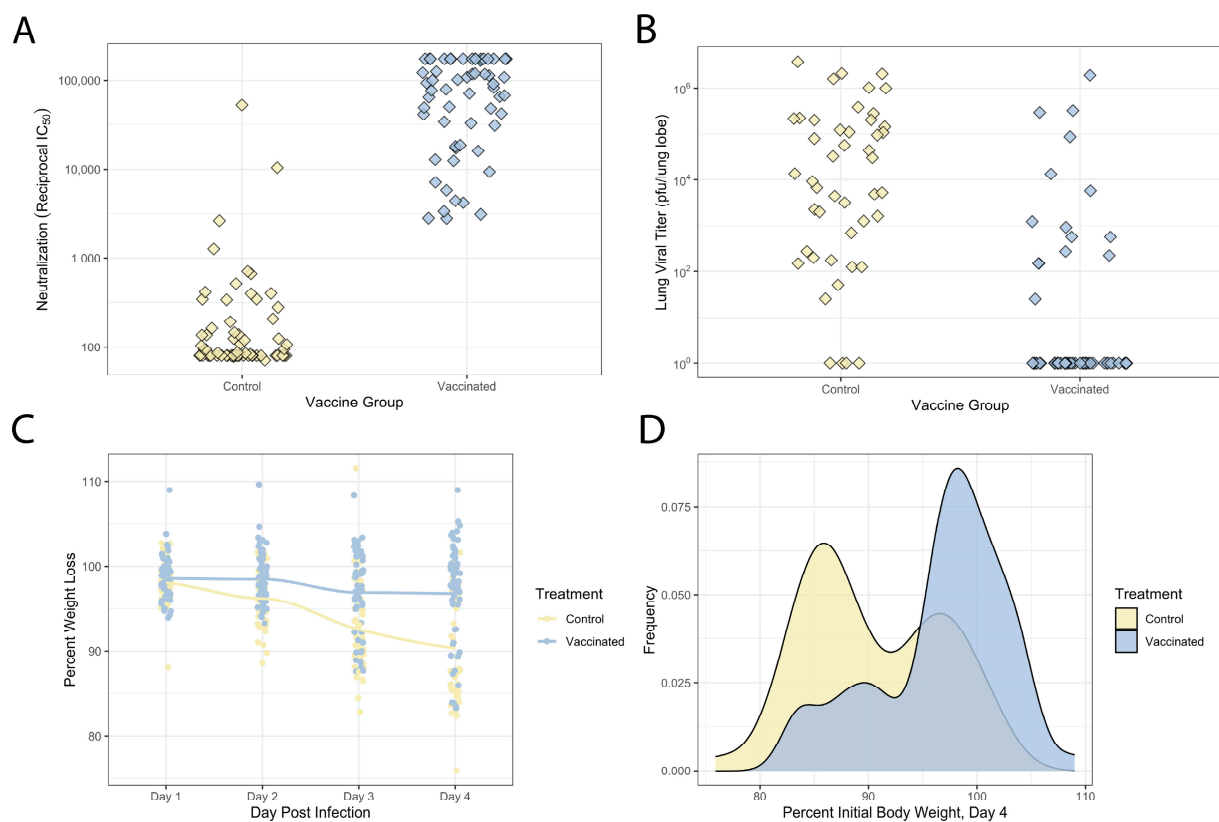 A
Neutralization (Reciprocal IC50)
100,000
10,000
1 000
100
Control
Vaccinated
Vaccine Group
B
Lung Viral Titer (pfu/ ung lobe)
10^6
10^4
10^2
10^0
Control
Vaccinated
Vaccine Group
C
Percent Weight Loss
110
100
90
80
Day 1
Day 2
Day 3
Day 4
Day Post Infection
Treatment
Control
Vaccinated
D
Frequency
0.075
0.050
0.025
0.000
80
90
100
110
Percent Initial Body Weight, Day 4
Treatment
Control
Vaccinated